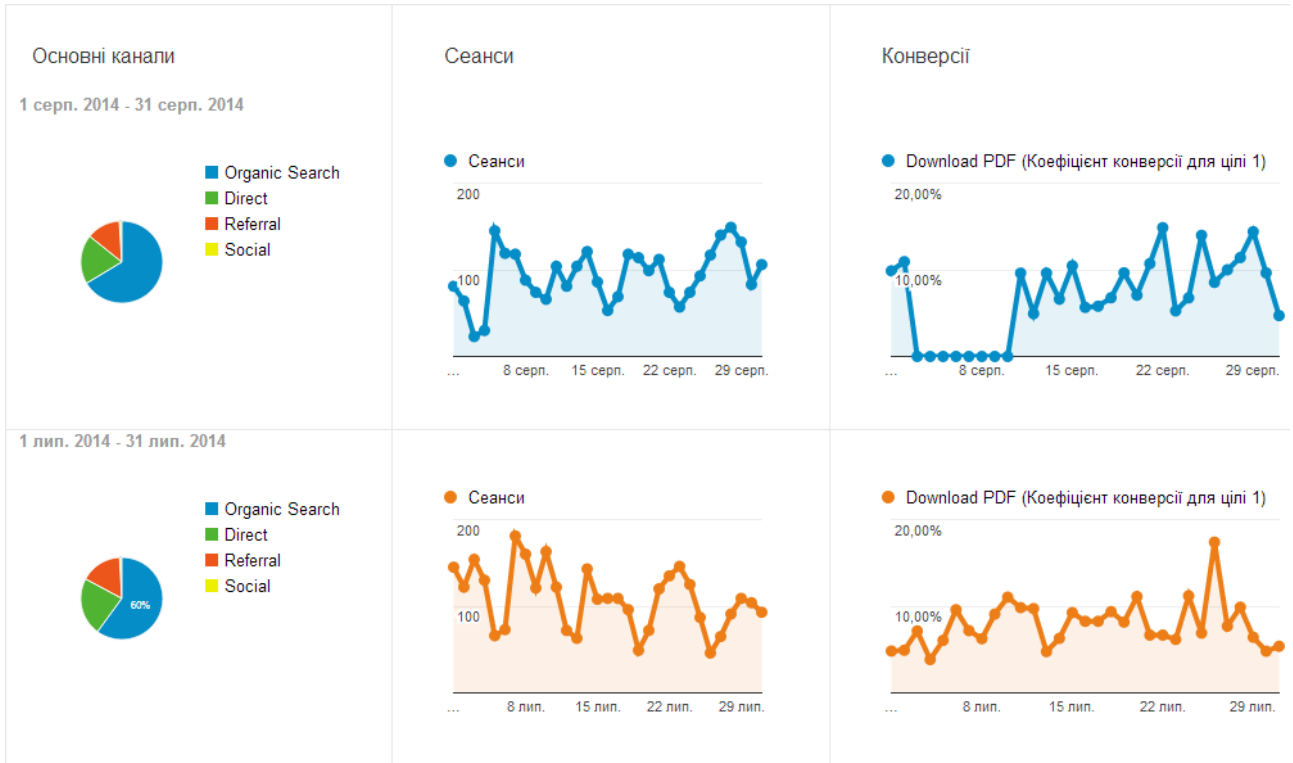 Основні канали
Сеанси
Конверсії
1 серп. 2014 - 31 серп. 2014
Organic Search
Direct
Referral
Social
Сеанси
200
100
... 8 серп. 15 серп. 22 серп. 29 серп.
Download PDF (Коефіцієнт конверсії для цілі 1)
20,00%
10,00%
... 8 серп. 15 серп. 22 серп. 29 серп.
1 лип. 2014 - 31 лип. 2014
Organic Search
Direct
Referral
Social
60%
Сеанси
200
100
... 8 лип. 15 лип. 22 лип. 29 лип.
Download PDF (Коефіцієнт конверсії для цілі 1)
20,00%
10,00%
... 8 лип. 15 лип. 22 лип. 29 лип.